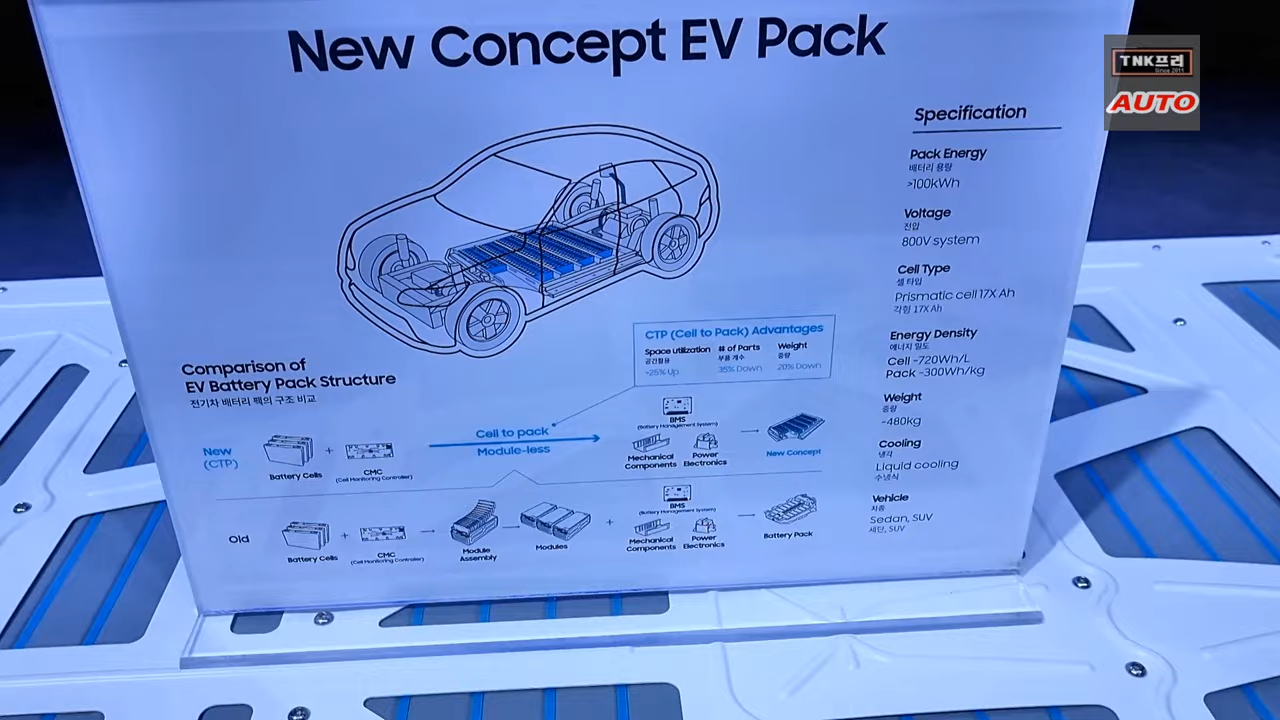 New Concept EV Pack
TNK프리
Since 2011
AUTO
Specification
Pack Energy
배터리 용량
>100kWh
Voltage
전압
800V system
Cell Type
셀 타입
Prismatic cell 17X Ah
각형 17X Ah
Energy Density
에너지 밀도
Cell ~720Wh/L
Pack ~300Wh/kg
Weight
중량
~480kg
Cooling
냉각
Liquid cooling
수냉식
Vehicle
차종
Sedan, SUV
세단, SUV
CTP (Cell to Pack) Advantages
Space utilization
공간활용
~25% Up
# of Parts
부품 개수
35% Down
Weight
중량
20% Down
Comparison of
EV Battery Pack Structure
전기차 배터리 팩의 구조 비교
New
(CTP)
Battery Cells
+
CMC
(Cell Monitoring Controller)
Cell to pack
Module-less
BMS
(Battery Management System)
Mechanical
Components
Power
Electronics
New Concept
Old
Battery Cells
+
CMC
(Cell Monitoring Controller)
Module
Assembly
Modules
+
BMS
(Battery Management System)
Mechanical
Components
Power
Electronics
Battery Pack